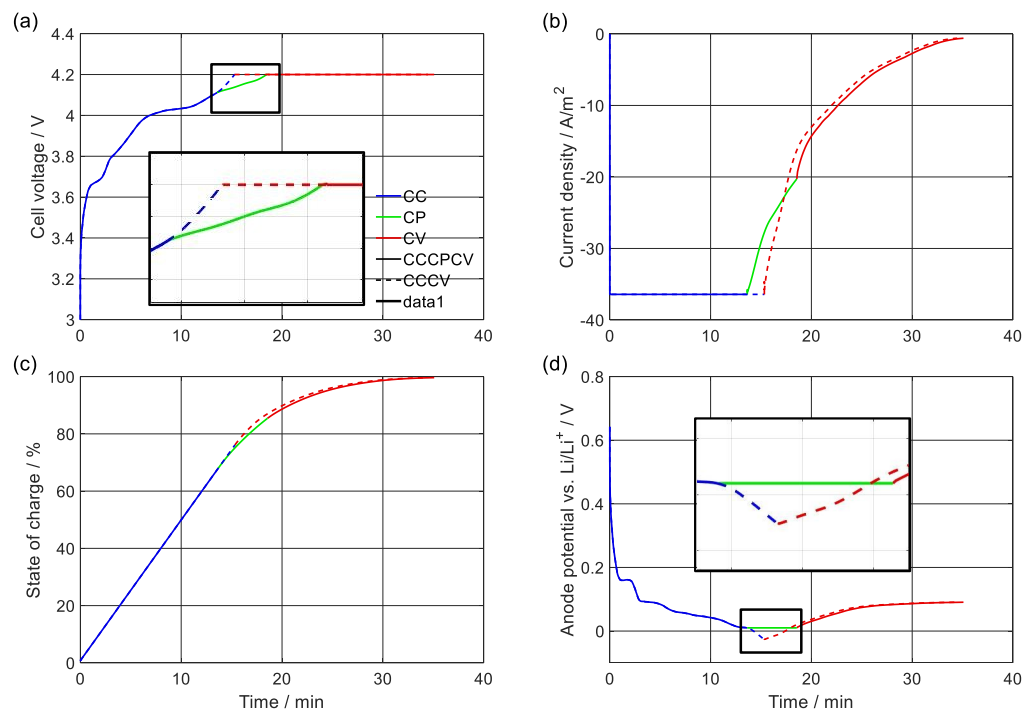 (a)
4.4
4.2
4
3.8
3.6
3.4
3.2
3
Cell voltage / V
0
10
20
30
40
CC
CP
CV
CCCPCV
CCCV
data1
(b)
0
-10
-20
-30
-40
Current density / A/m²
0
10
20
30
40
(c)
100
80
60
40
20
0
State of charge / %
0
10
20
30
40
Time / min
(d)
0.8
0.6
0.4
0.2
0
Anode potential vs. Li/Li⁺ / V
0
10
20
30
40
Time / min